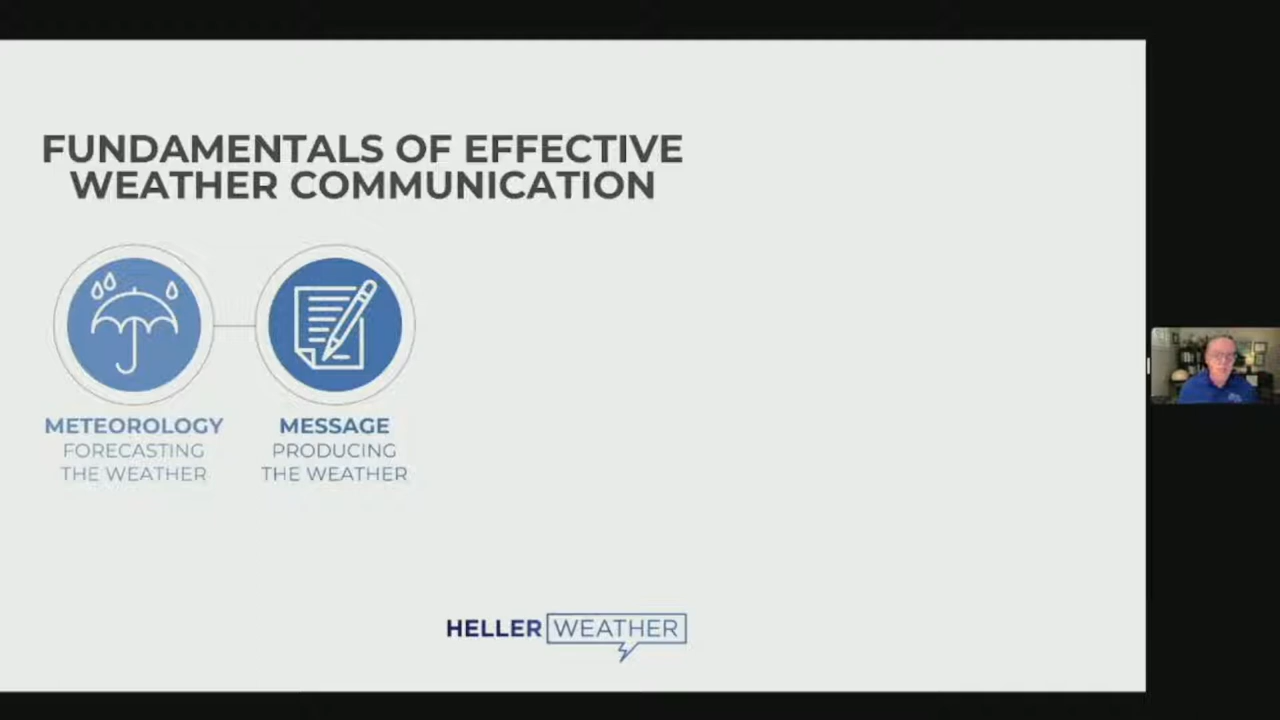 FUNDAMENTALS OF EFFECTIVE
WEATHER COMMUNICATION
METEOROLOGY
FORECASTING
THE WEATHER
MESSAGE
PRODUCING
THE WEATHER
HELLER WEATHER